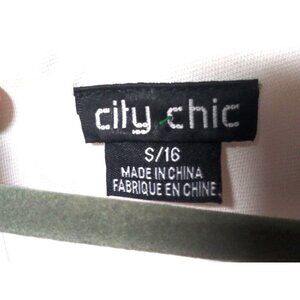 city chic
S/16
MADE IN CHINA
FABRIQUE EN CHINE